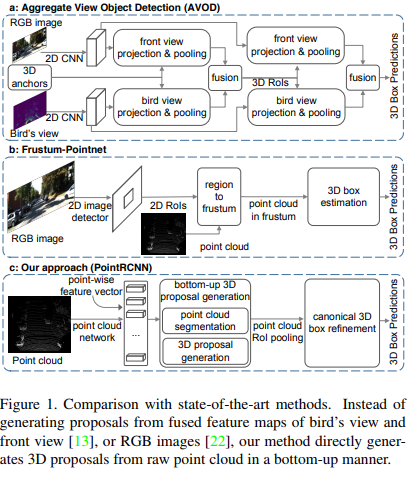 a: Aggregate View Object Detection (AVOD)
RGB image
2D CNN
front view
projection & pooling
front view
projection & pooling
3D
anchors
fusion
3D RoIs
fusion
2D CNN
bird view
projection & pooling
bird view
projection & pooling
Bird's view
3D Box Predictions
b: Frustum-Pointnet
RGB image
2D image
detector
2D RoIs
region
to
frustum
point cloud
point cloud
in frustum
3D box
estimation
3D Box Predictions
c: Our approach (PointRCNN)
Point cloud
point-wise
feature vector
point cloud
network
...
bottom-up 3D
proposal generation
point cloud
segmentation
3D proposal
generation
point cloud
RoI pooling
canonical 3D
box refinement
3D Box Predictions
Figure 1. Comparison with state-of-the-art methods. Instead of
generating proposals from fused feature maps of bird's view and
front view [13], or RGB images [22], our method directly gener-
ates 3D proposals from raw point cloud in a bottom-up manner.